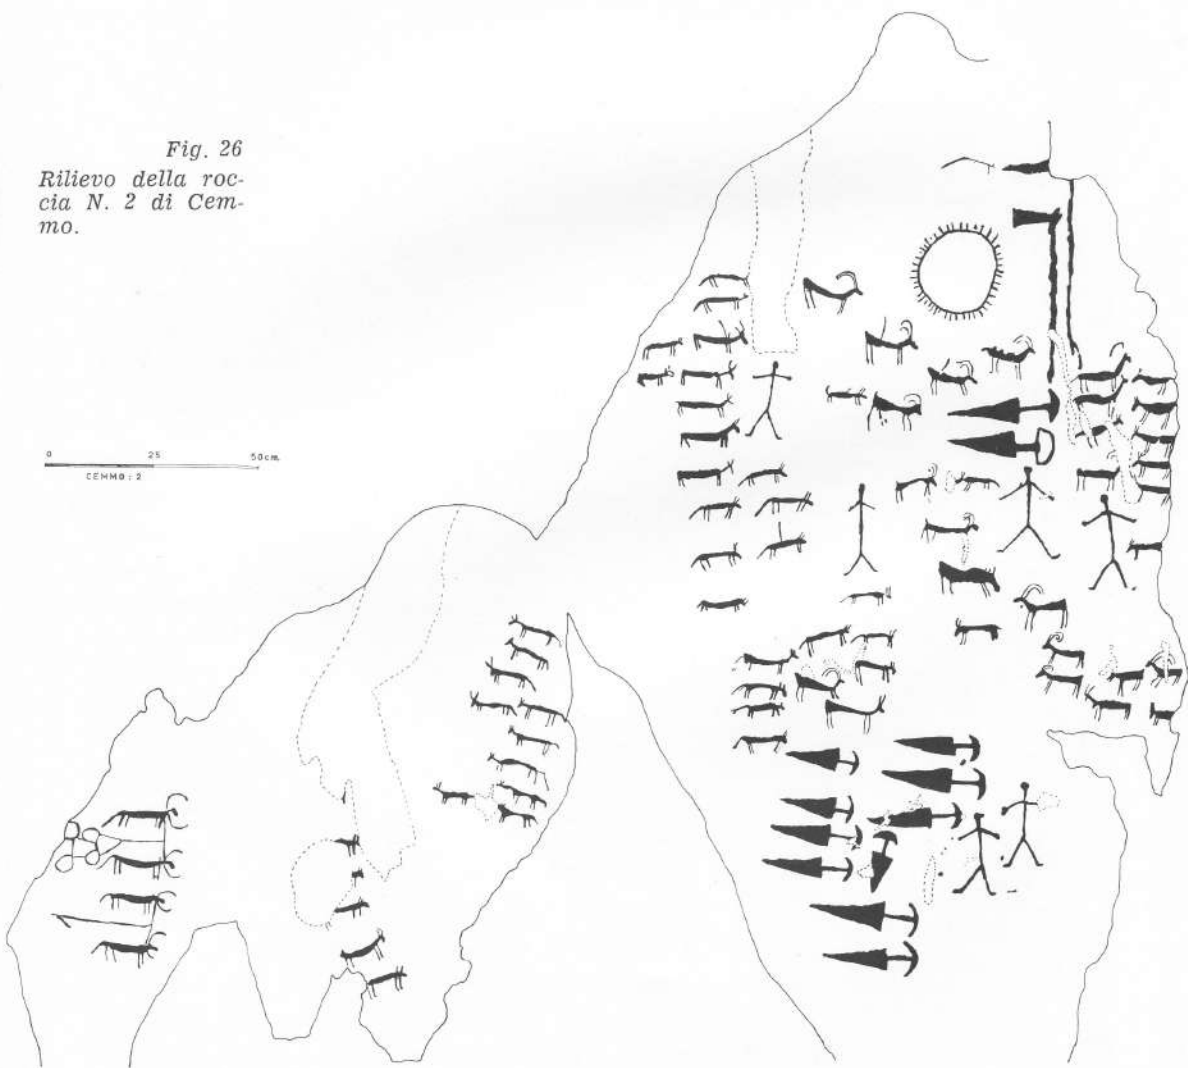 Fig. 26
Rilievo della roc-
cia N. 2 di Cem-
mo.
0 25 50cm.
CEMMO: 2